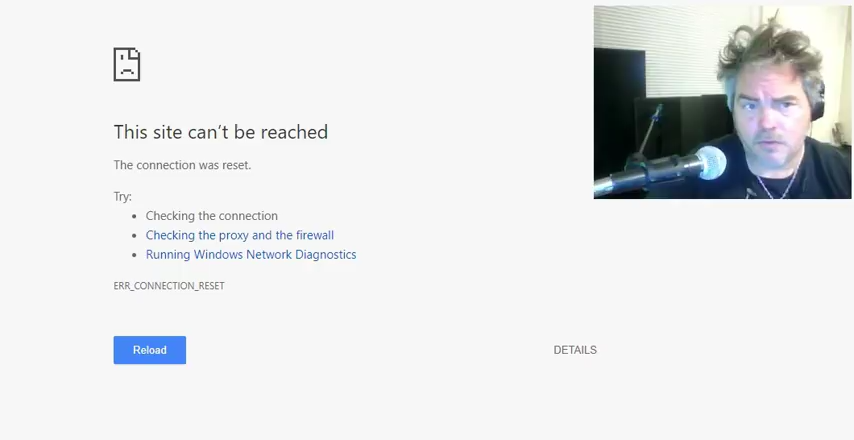 This site can't be reached
The connection was reset.
Try:
Checking the connection
Checking the proxy and the firewall
Running Windows Network Diagnostics
ERR_CONNECTION_RESET
Reload
DETAILS